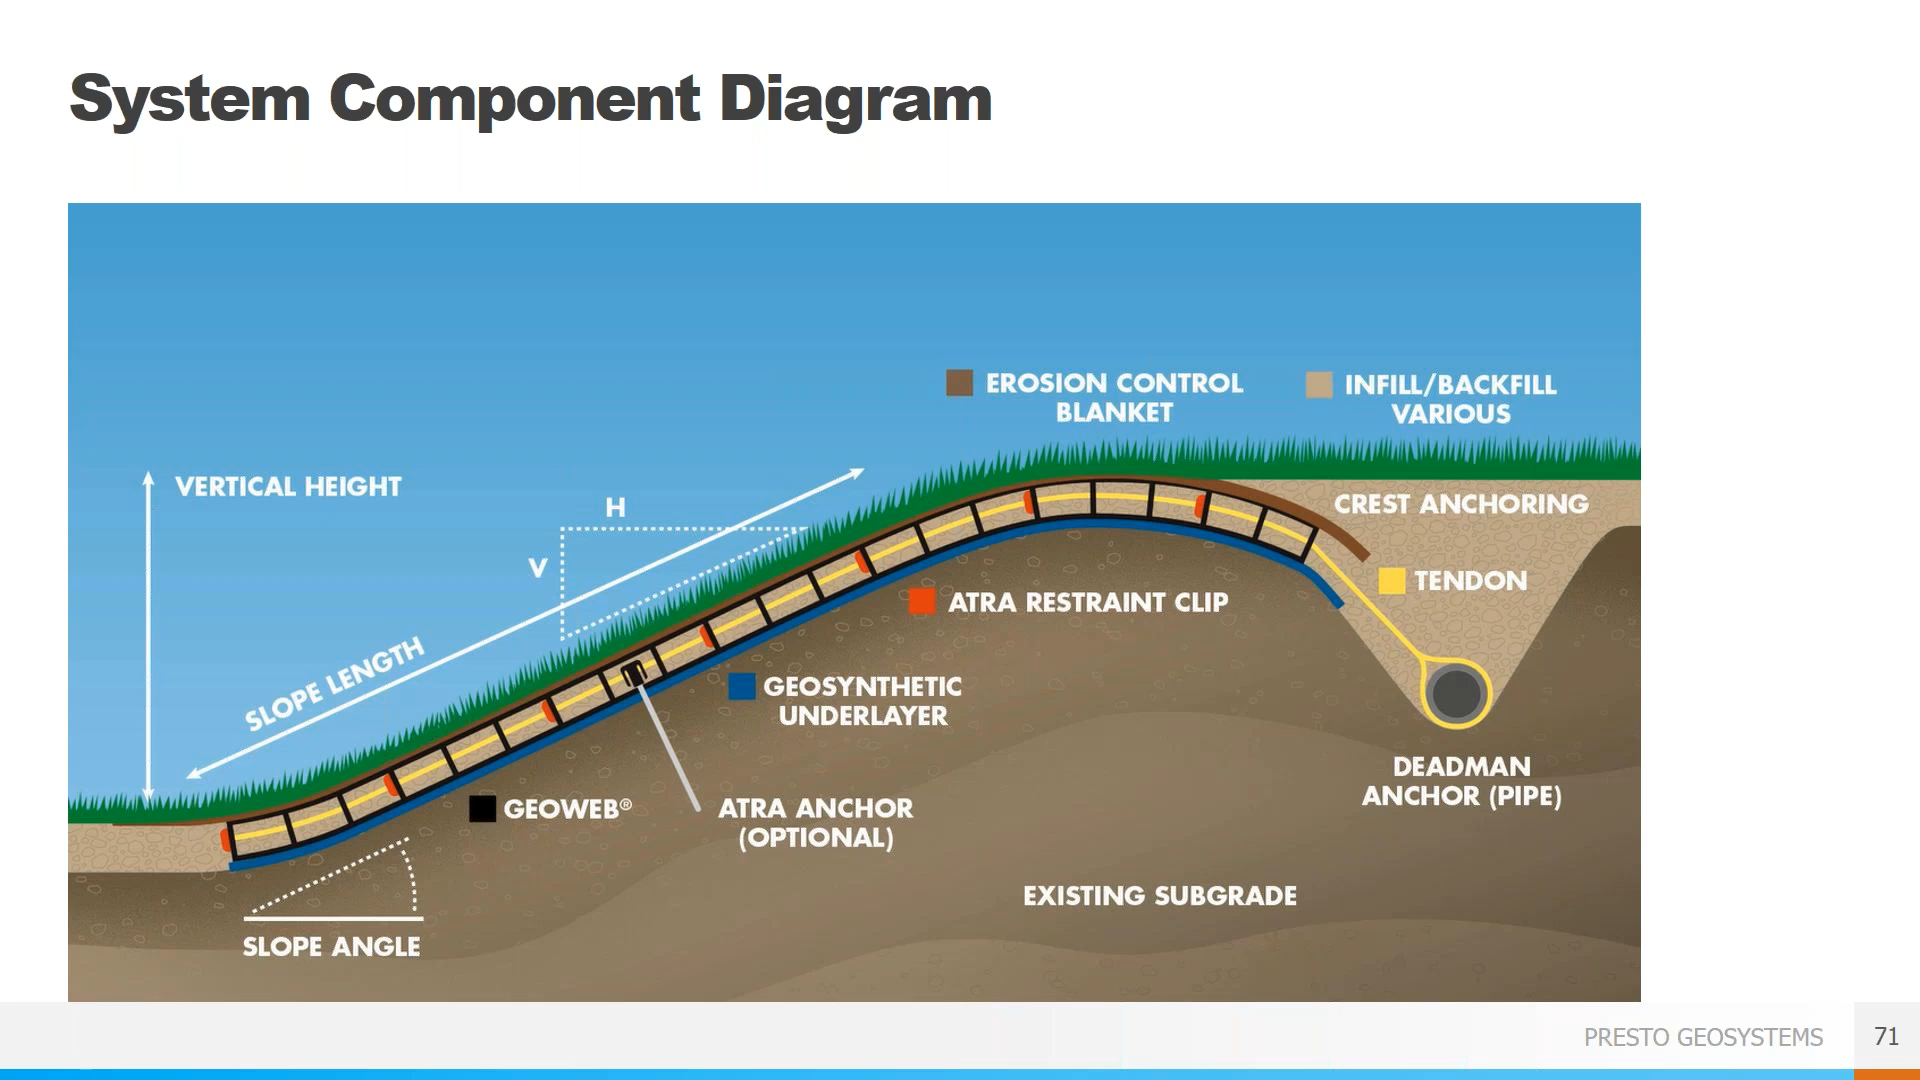 System Component Diagram
EROSION CONTROL
BLANKET
INFILL/BACKFILL
VARIOUS
VERTICAL HEIGHT
H
V
CREST ANCHORING
TENDON
ATRA RESTRAINT CLIP
SLOPE LENGTH
GEOSYNTHETIC
UNDERLAYER
DEADMAN
ANCHOR (PIPE)
GEOWEB®
ATRA ANCHOR
(OPTIONAL)
EXISTING SUBGRADE
SLOPE ANGLE
PRESTO GEOSYSTEMS
71